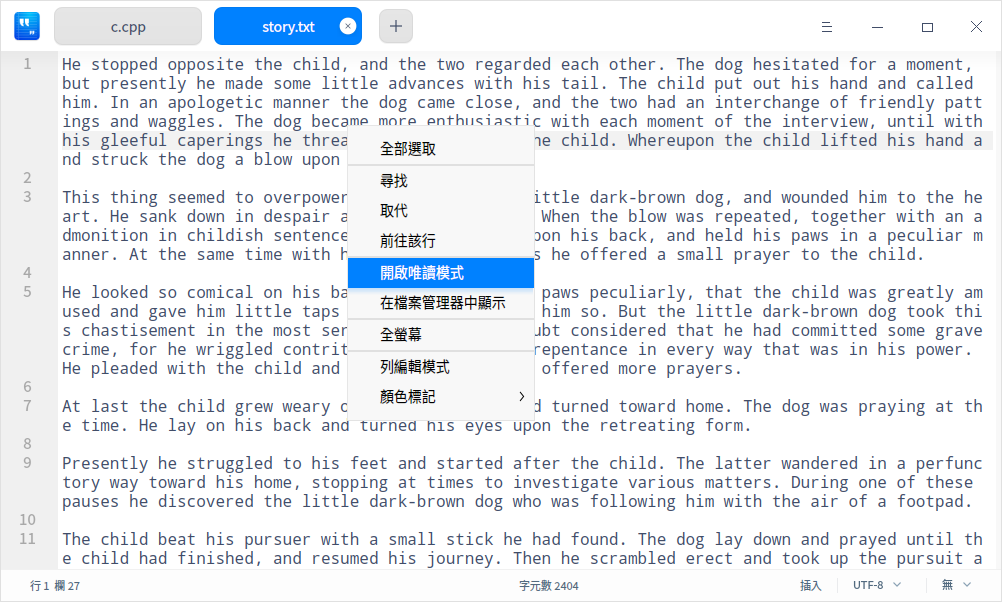 c.cpp
story.txt
1 He stopped opposite the child, and the two regarded each other. The dog hesitated for a moment,
but presently he made some little advances with his tail. The child put out his hand and called
him. In an apologetic manner the dog came close, and the two had an interchange of friendly patt
ings and waggles. The dog became more enthusiastic with each moment of the interview, until with
his gleeful caperings he threa he child. Whereupon the child lifted his hand a
nd struck the dog a blow upon
2
3 This thing seemed to overpower ittle dark-brown dog, and wounded him to the he
art. He sank down in despair a When the blow was repeated, together with an a
dmonition in childish sentence pon his back, and held his paws in a peculiar m
anner. At the same time with h s he offered a small prayer to the child.
4
5 He looked so comical on his ba paws peculiarly, that the child was greatly am
used and gave him little taps him so. But the little dark-brown dog took thi
s chastisement in the most ser ubt considered that he had committed some grave
crime, for he wriggled contrit repentance in every way that was in his power.
He pleaded with the child and offered more prayers.
6
7 At last the child grew weary o d turned toward home. The dog was praying at th
e time. He lay on his back and turned his eyes upon the retreating form.
8
9 Presently he struggled to his feet and started after the child. The latter wandered in a perfunc
tory way toward his home, stopping at times to investigate various matters. During one of these
pauses he discovered the little dark-brown dog who was following him with the air of a footpad.
10
11 The child beat his pursuer with a small stick he had found. The dog lay down and prayed until th
e child had finished, and resumed his journey. Then he scrambled erect and took up the pursuit a
全部選取
尋找
取代
前往該行
開啟唯讀模式
在檔案管理器中顯示
全螢幕
列編輯模式
顏色標記
行 1 欄 27
字元數 2404
插入
UTF-8
無